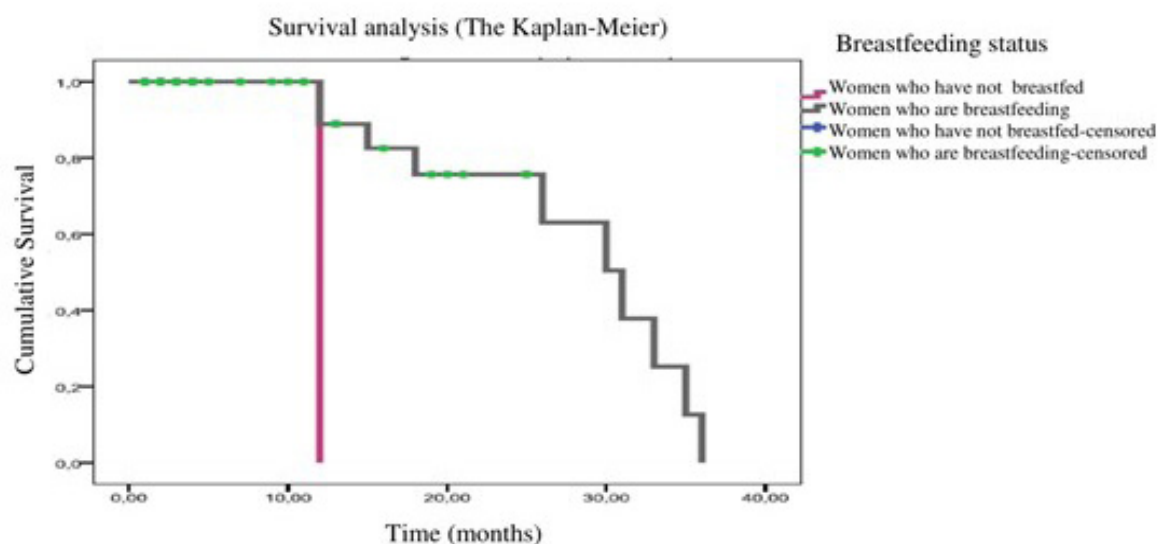 Survival analysis (The Kaplan-Meier)
Breastfeeding status
Women who have not breastfed
Women who are breastfeeding
Women who have not breastfed-censored
Women who are breastfeeding-censored
Cumulative Survival
1,0
0,8
0,6
0,4
0,2
0,0
0,00 10,00 20,00 30,00 40,00
Time (months)